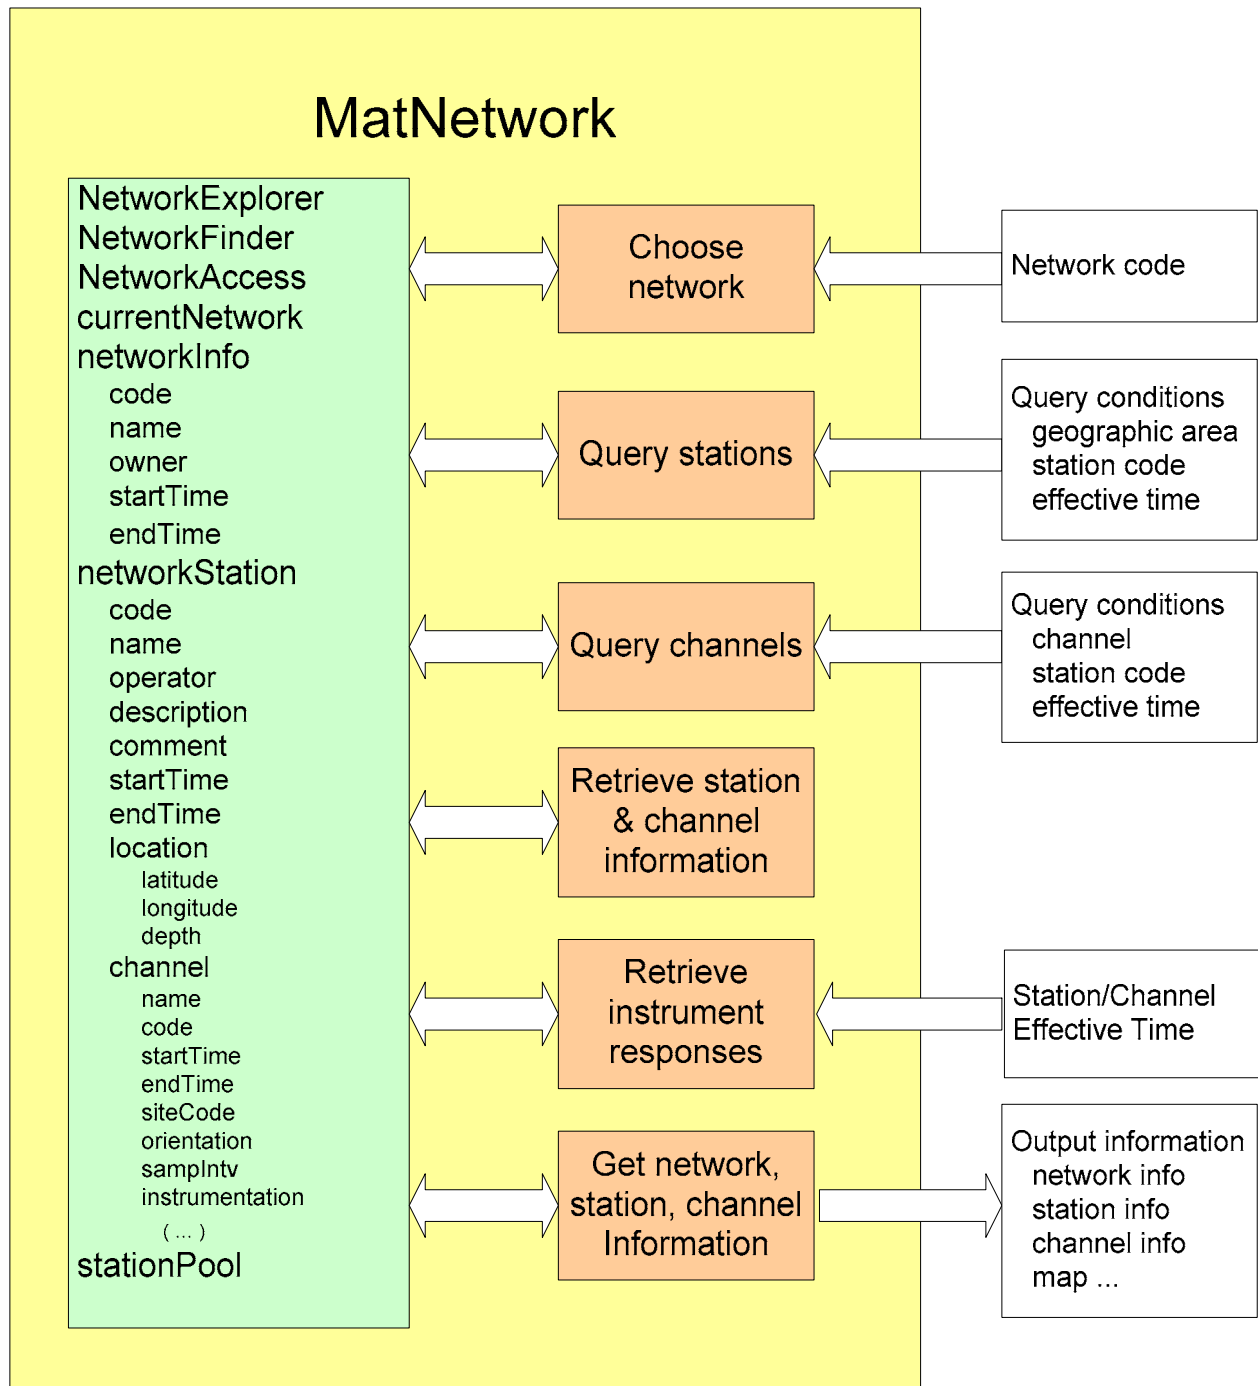 MatNetwork
NetworkExplorer
NetworkFinder
NetworkAccess
currentNetwork
networkInfo
code
name
owner
startTime
endTime
networkStation
code
name
operator
description
comment
startTime
endTime
location
latitude
longitude
depth
channel
name
code
startTime
endTime
siteCode
orientation
sampIntv
instrumentation
( ... )
stationPool
Choose
network
Query stations
Query channels
Retrieve station
& channel
information
Retrieve
instrument
responses
Get network,
station, channel
Information
Network code
Query conditions
geographic area
station code
effective time
Query conditions
channel
station code
effective time
Station/Channel
Effective Time
Output information
network info
station info
channel info
map ...